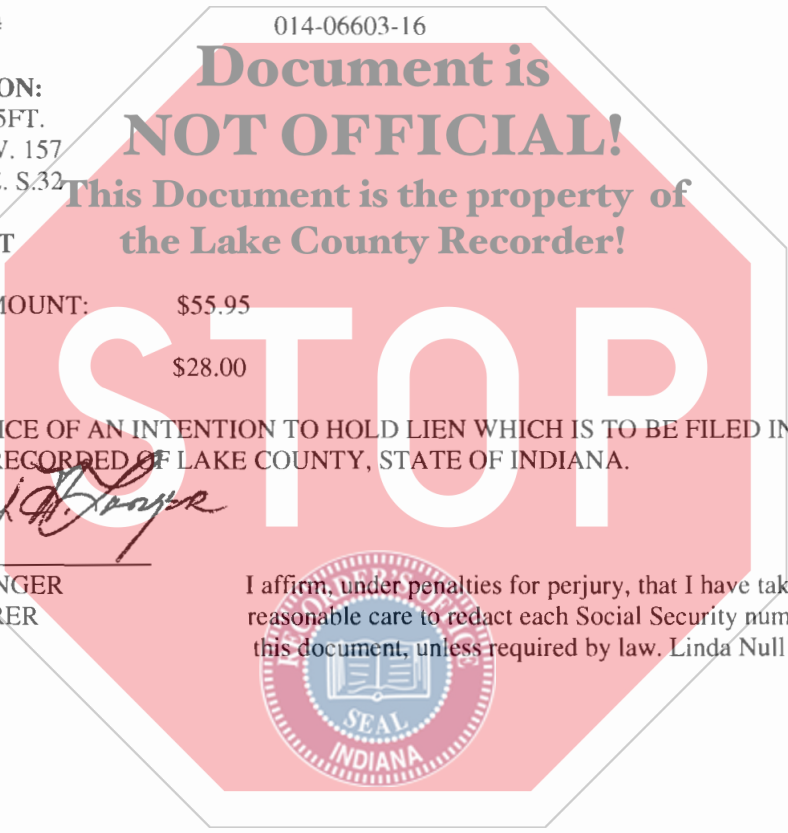 014-06603-16
Document is
ON:
5FT.
NOT OFFICIAL!
V. 157
. S.32
This Document is the property of
T
the Lake County Recorder!
MOUNT: $55.95
STOP
$28.00
ICE OF AN INTENTION TO HOLD LIEN WHICH IS TO BE FILED IN
RECORDED OF LAKE COUNTY, STATE OF INDIANA.
NGER
RER
I affirm, under penalties for perjury, that I have tak
reasonable care to redact each Social Security num
this document, unless required by law. Linda Null
RECORDER'S OFFICE
SEAL
INDIANA